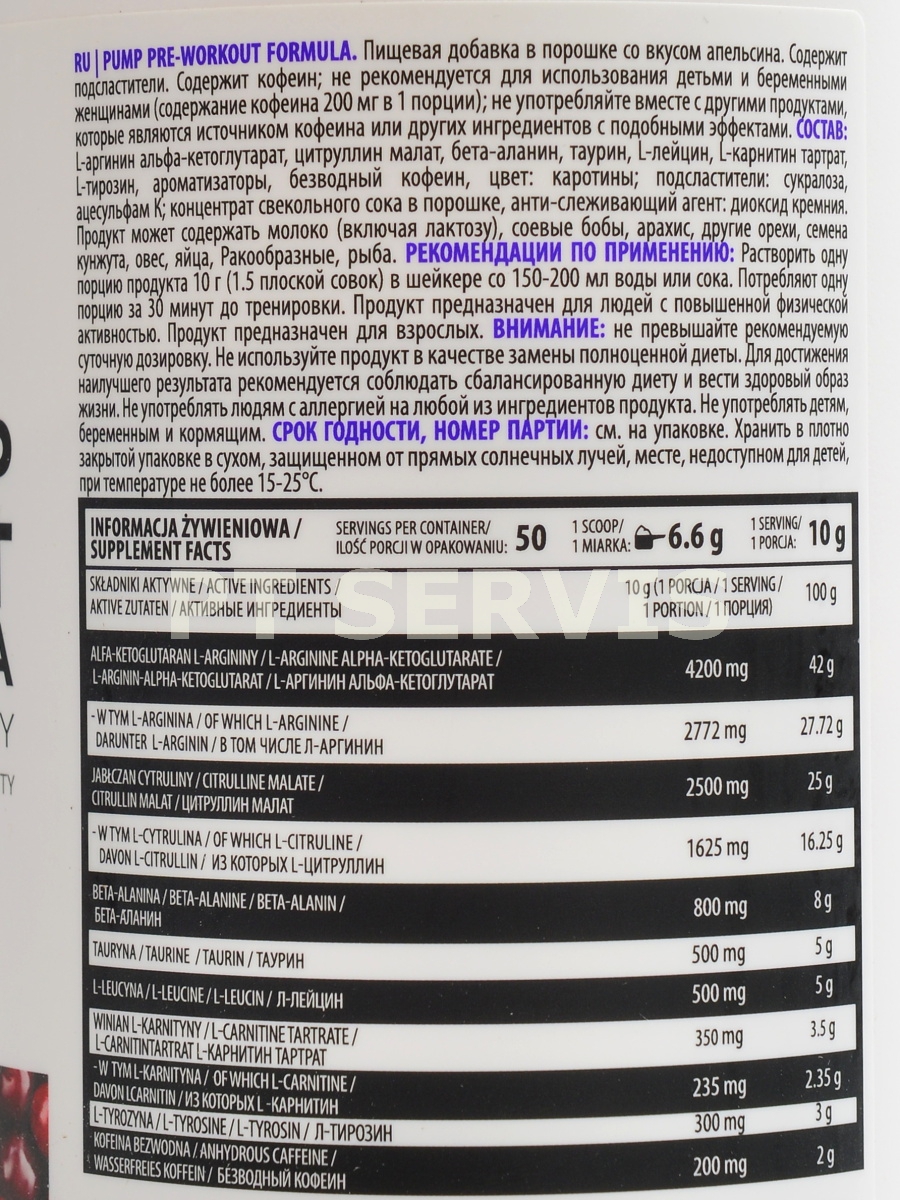 RU | PUMP PRE-WORKOUT FORMULA. Пищевая добавка в порошке со вкусом апельсина. Содержит
подсластители. Содержит кофеин; не рекомендуется для использования детьми и беременными
женщинами (содержание кофеина 200 мг в 1 порции); не употребляйте вместе с другими продуктами,
которые являются источником кофеина или других ингредиентов с подобными эффектами. СОСТАВ:
L-аргинин альфа-кетоглутарат, цитруллин малат, бета-аланин, таурин, L-лейцин, L-карнитин тартрат,
L-тирозин, ароматизаторы, безводный кофеин, цвет: каротины; подсластители: сукралоза,
ацесульфам К; концентрат свекольного сока в порошке, анти-слеживающий агент: диоксид кремния.
Продукт может содержать молоко (включая лактозу), соевые бобы, арахис, другие орехи, семена
кунжута, овес, яйца, Ракообразные, рыба. РЕКОМЕНДАЦИИ ПО ПРИМЕНЕНИЮ: Растворить одну
порцию продукта 10 г (1.5 плоской совок) в шейкере со 150-200 мл воды или сока. Потребляют одну
порцию за 30 минут до тренировки. Продукт предназначен для людей с повышенной физической
активностью. Продукт предназначен для взрослых. ВНИМАНИЕ: не превышайте рекомендуемую
суточную дозировку. Не используйте продукт в качестве замены полноценной диеты. Для достижения
наилучшего результата рекомендуется соблюдать сбалансированную диету и вести здоровый образ
жизни. Не употреблять людям с аллергией на любой из ингредиентов продукта. Не употреблять детям,
беременным и кормящим. СРОК ГОДНОСТИ, НОМЕР ПАРТИИ: см. на упаковке. Хранить в плотно
закрытой упаковке в сухом, защищенном от прямых солнечных лучей, месте, недоступном для детей,
при температуре не более 15-25°C.
INFORMACJA ŻYWIENIOWA /
SUPPLEMENT FACTS
SERVINGS PER CONTAINER/
ILOŚĆ PORCJI W OPAKOWANIU: 50
1 SCOOP/
1 MIARKA: 6.6 g
1 SERVING/
1 PORCJA: 10 g
SKŁADNIKI AKTYWNE / ACTIVE INGREDIENTS /
AKTIVE ZUTATEN / АКТИВНЫЕ ИНГРЕДИЕНТЫ
10 g (1 PORCJA / 1 SERVING /
1 PORTION / 1 ПОРЦИЯ)
100 g
PT SERVIS
ALFA-KETOGLUTARAN L-ARGININY / L-ARGININE ALPHA-KETOGLUTARATE /
L-ARGININ-ALPHA-KETOGLUTARAT / L-АРГИНИН АЛЬФА-КЕТОГЛУТАРАТ
4200 mg 42 g
- W TYM L-ARGININA / OF WHICH L-ARGININE /
DARUNTER L-ARGININ / В ТОМ ЧИСЛЕ Л-АРГИНИН
2772 mg 27.72 g
JABŁCZAN CYTRULINY / CITRULLINE MALATE /
CITRULLIN MALAT / ЦИТРУЛЛИН МАЛАТ
2500 mg 25 g
- W TYM L-CYTRULINA / OF WHICH L-CITRULINE /
DAVON L-CITRULLIN / ИЗ КОТОРЫХ L-ЦИТРУЛЛИН
1625 mg 16.25 g
BETA-ALANINA / BETA-ALANINE / BETA-ALANIN /
БЕТА-АЛАНИН
800 mg 8 g
TAURYNA / TAURINE / TAURIN / ТАУРИН 500 mg 5 g
L-LEUCYNA / L-LEUCINE / L-LEUCIN / Л-ЛЕЙЦИН 500 mg 5 g
WINIAN L-KARNITYNY / L-CARNITINE TARTRATE /
L-CARNITINTARTRAT L-КАРНИТИН ТАРТРАТ
350 mg 3.5 g
- W TYM L-KARNITYNA / OF WHICH L-CARNITINE /
DAVON LCARNITIN / ИЗ КОТОРЫХ L -КАРНИТИН
235 mg 2.35 g
L-TYROZYNA / L-TYROSINE / L-TYROSIN / Л-ТИРОЗИН 300 mg 3 g
KOFEINA BEZWODNA / ANHYDROUS CAFFEINE /
WASSERFREIES KOFFEIN / БЕЗВОДНЫЙ КОФЕИН
200 mg 2 g